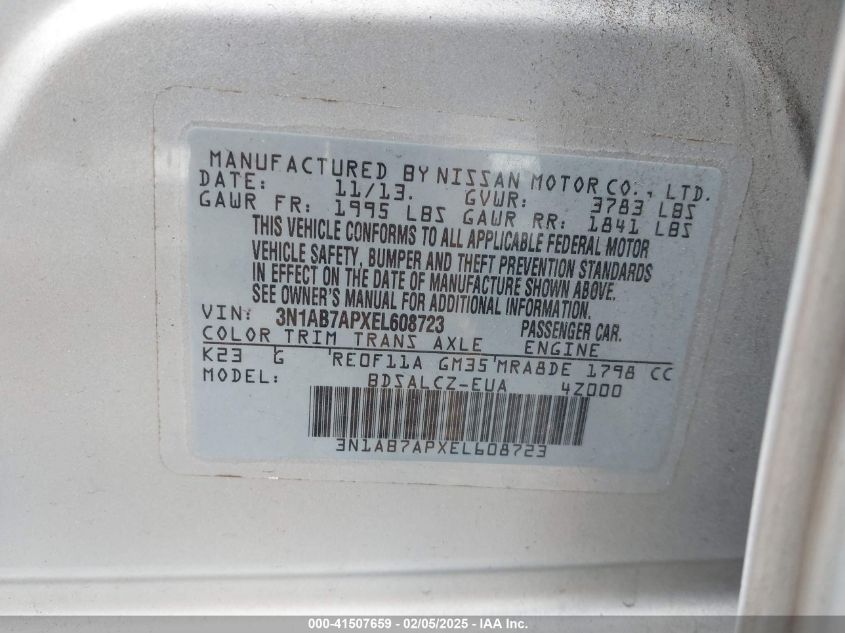 MANUFACTURED BY NISSAN MOTOR CO., LTD.
DATE: 11/13. GVWR: 3783 LBS
GAWR FR: 1995 LBS GAWR RR: 1841 LBS
THIS VEHICLE CONFORMS TO ALL APPLICABLE FEDERAL MOTOR
VEHICLE SAFETY, BUMPER AND THEFT PREVENTION STANDARDS
IN EFFECT ON THE DATE OF MANUFACTURE SHOWN ABOVE.
SEE OWNER'S MANUAL FOR ADDITIONAL INFORMATION.
VIN: 3N1AB7APXEL608723 PASSENGER CAR.
COLOR TRIM TRANS AXLE ENGINE
K23 G RE0F11A GM35 MRA8DE 1798 CC
MODEL: BDSALCZ-EUA 4Z000
3N1AB7APXEL608723
000-41507659 - 02/05/2025 - IAA Inc.